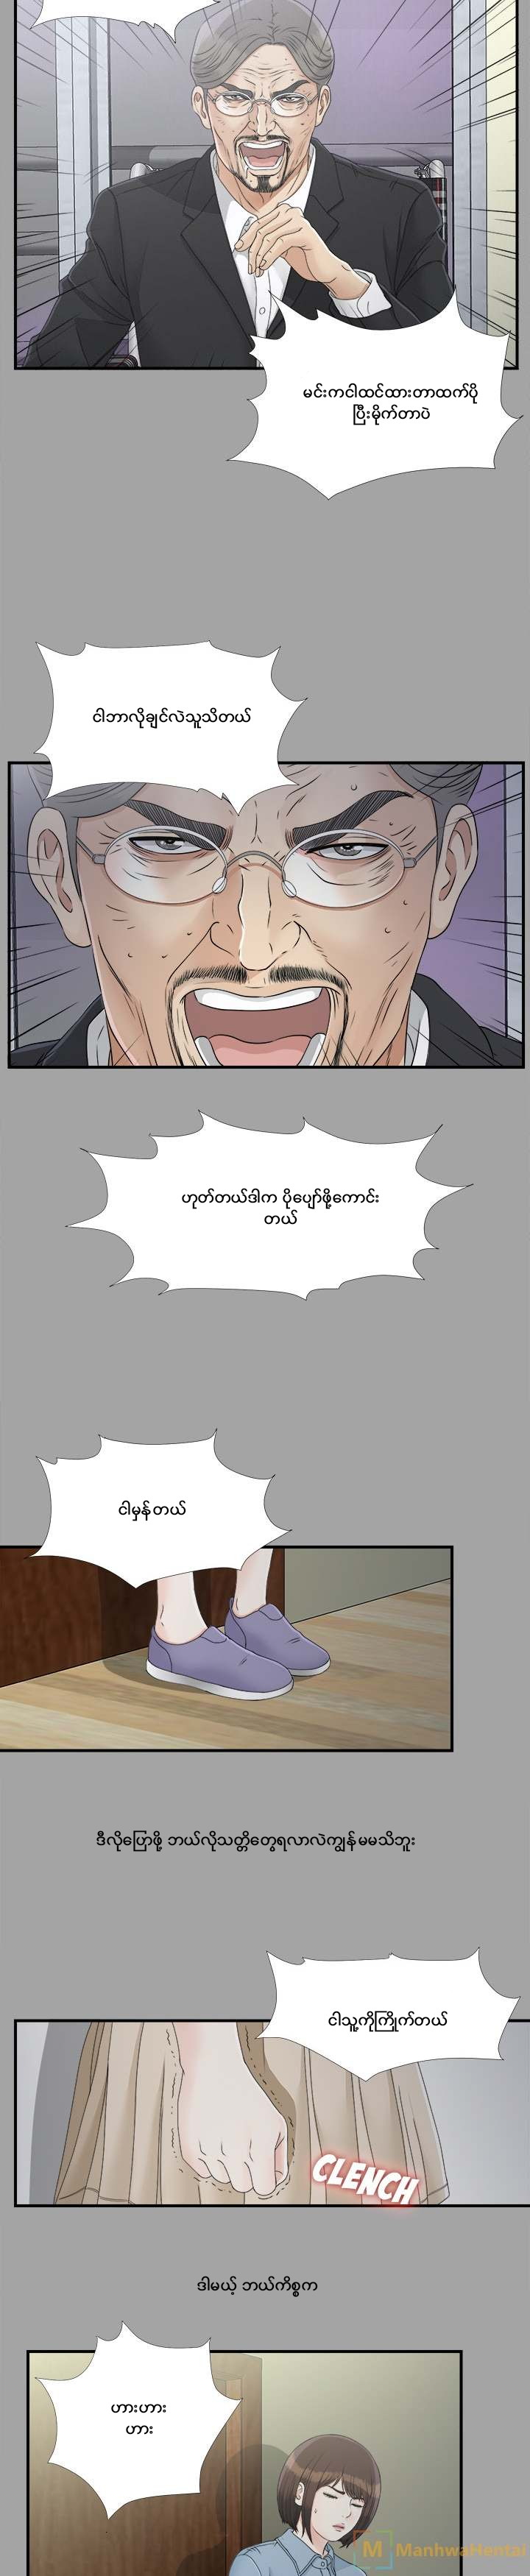 မင်းကငါထင်ထားတာထက်ပို
ပြီးမိုက်တာပဲ
ငါဘာလိုချင်လဲသူသိတယ်
ဟုတ်တယ်ဒါက ပိုပျော်ဖို့ကောင်း
တယ်
ငါမှန်တယ်
ဒီလိုပြောဖို့ ဘယ်လိုသတ္တိတွေရလာလဲကျွန်မမသိဘူး
ငါသူ့ကိုကြိုက်တယ်
CLENCH
ဒါမယ့် ဘယ်ကိစ္စက
ဟားဟား
ဟား
M ManhwaHentai